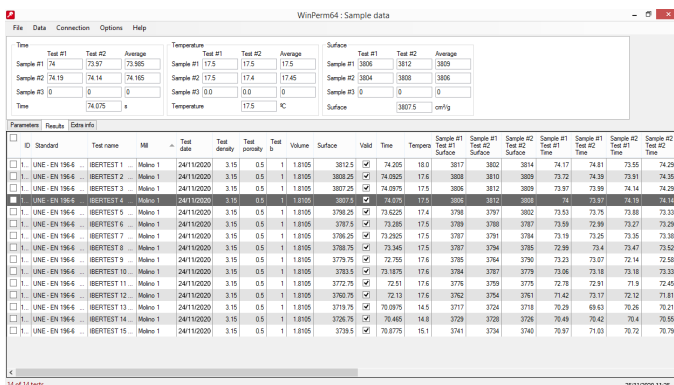 WinPerm64 : Sample data
File Data Connection Options Help
Time
Test #1 Test #2 Average
Sample #1 74 73.97 73.985
Sample #2 74.19 74.14 74.165
Sample #3 0 0 0
Time 74.075 s
Temperature
Test #1 Test #2 Average
Sample #1 17.5 17.5 17.5
Sample #2 17.5 17.4 17.45
Sample #3 0.0 0.0 0
Temperature 17.5 ºC
Surface
Test #1 Test #2 Average
Sample #1 3806 3812 3809
Sample #2 3804 3808 3806
Sample #3 0 0 0
Surface 3807.5 cm²/g
Parameters Results Extra info
ID Standard Test name Mill Test date Test density Test porosity Test b Volume Surface Valid Time Tempera Sample #1 Test #1 Surface Sample #1 Test #2 Surface Sample #2 Test #1 Surface Sample #1 Test #1 Time Sample #1 Test #2 Time Sample #2 Test #1 Time Sample #2 Test #2 Time
1... UNE - EN 196-6 ... IBERTEST 1 ... Molino 1 24/11/2020 3.15 0.5 1 1.8105 3812.5 74.205 18.0 3817 3802 3814 74.17 74.81 73.55 74.29
1... UNE - EN 196-6 ... IBERTEST 2 ... Molino 1 24/11/2020 3.15 0.5 1 1.8105 3808.25 74.0925 17.6 3808 3810 3809 73.72 74.39 73.91 74.35
1... UNE - EN 196-6 ... IBERTEST 3 ... Molino 1 24/11/2020 3.15 0.5 1 1.8105 3807.25 74.0975 17.5 3806 3812 3809 73.97 73.99 74.14 74.29
1... UNE - EN 196-6 ... IBERTEST 4 ... Molino 1 24/11/2020 3.15 0.5 1 1.8105 3807.5 74.075 17.5 3806 3812 3808 74 73.97 74.19 74.14
1... UNE - EN 196-6 ... IBERTEST 5 ... Molino 1 24/11/2020 3.15 0.5 1 1.8105 3798.25 73.6225 17.4 3798 3797 3802 73.53 73.75 73.88 73.33
1... UNE - EN 196-6 ... IBERTEST 6 ... Molino 1 24/11/2020 3.15 0.5 1 1.8105 3787.5 73.285 17.5 3789 3788 3787 73.59 72.99 73.27 73.29
1... UNE - EN 196-6 ... IBERTEST 7 ... Molino 1 24/11/2020 3.15 0.5 1 1.8105 3786.25 73.2925 17.5 3787 3791 3784 73.19 73.25 73.35 73.38
1... UNE - EN 196-6 ... IBERTEST 8 ... Molino 1 24/11/2020 3.15 0.5 1 1.8105 3788.75 73.345 17.5 3787 3794 3785 72.99 73.4 73.47 73.52
1... UNE - EN 196-6 ... IBERTEST 9 ... Molino 1 24/11/2020 3.15 0.5 1 1.8105 3779.75 72.755 17.6 3785 3764 3790 73.23 73.07 72.14 72.58
1... UNE - EN 196-6 ... IBERTEST 10 ... Molino 1 24/11/2020 3.15 0.5 1 1.8105 3783.5 73.1875 17.6 3784 3787 3779 73.06 73.18 73.18 73.33
1... UNE - EN 196-6 ... IBERTEST 11 ... Molino 1 24/11/2020 3.15 0.5 1 1.8105 3772.75 72.51 17.6 3776 3759 3775 72.78 72.91 71.9 72.45
1... UNE - EN 196-6 ... IBERTEST 12 ... Molino 1 24/11/2020 3.15 0.5 1 1.8105 3760.75 72.13 17.6 3762 3754 3761 71.42 73.17 72.12 71.81
1... UNE - EN 196-6 ... IBERTEST 13 ... Molino 1 24/11/2020 3.15 0.5 1 1.8105 3719.75 70.0975 14.5 3717 3724 3718 70.29 69.63 70.26 70.21
1... UNE - EN 196-6 ... IBERTEST 14 ... Molino 1 24/11/2020 3.15 0.5 1 1.8105 3726.75 70.465 14.8 3729 3728 3726 70.49 70.42 70.4 70.55
1... UNE - EN 196-6 ... IBERTEST 15 ... Molino 1 24/11/2020 3.15 0.5 1 1.8105 3739.5 70.8775 15.1 3741 3734 3740 70.97 71.03 70.72 70.79